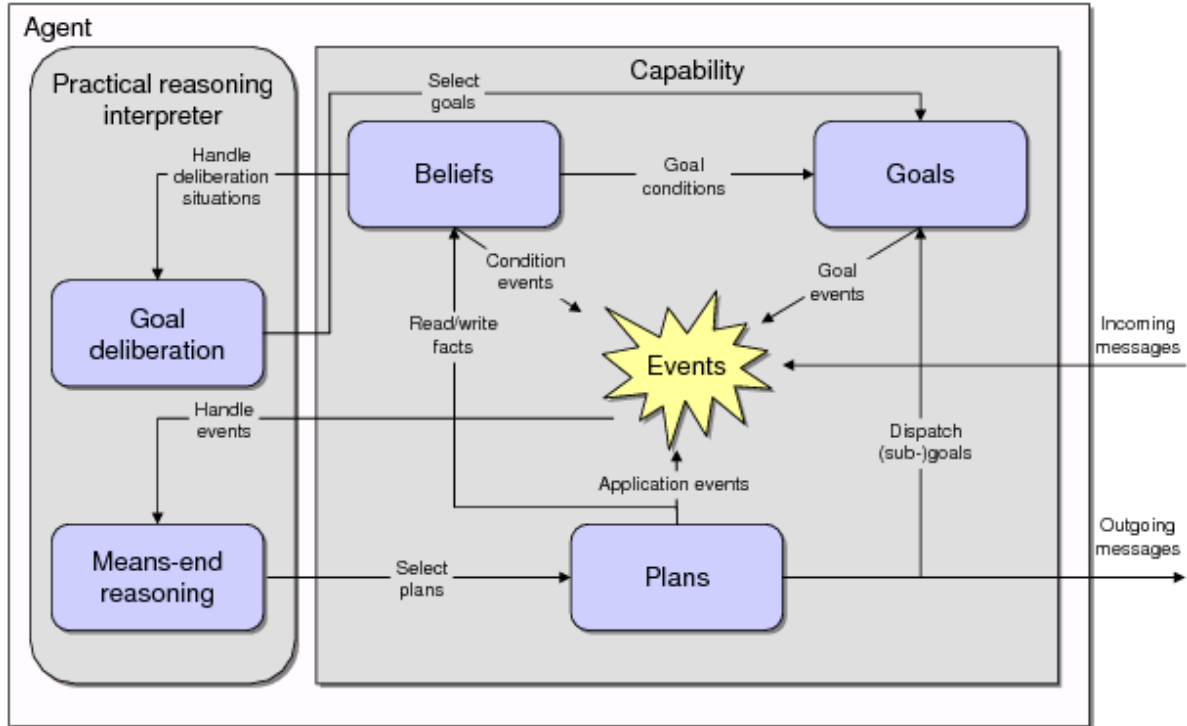 Agent
Practical reasoning
interpreter
Capability
Select
goals
Handle
deliberation
situations
Beliefs
Goal
conditions
Goals
Condition
events
Goal
events
Goal
deliberation
Read/write
facts
Events
Incoming
messages
Handle
events
Dispatch
(sub-)goals
Application events
Means-end
reasoning
Select
plans
Plans
Outgoing
messages